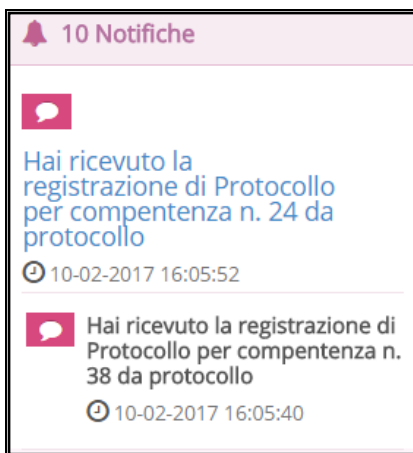 10 Notifiche
Hai ricevuto la
registrazione di Protocollo
per compentenza n. 24 da
protocollo
10-02-2017 16:05:52
Hai ricevuto la registrazione di
Protocollo per compentenza n.
38 da protocollo
10-02-2017 16:05:40